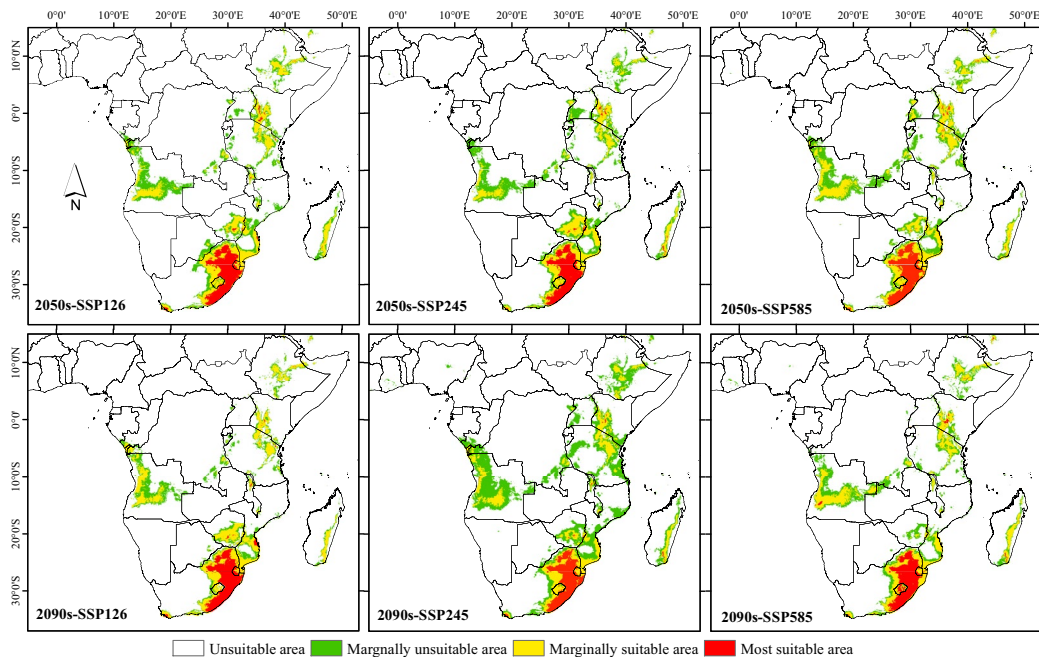 0°0' 10°0'E 20°0'E 30°0'E 40°0'E 50°0'E 0°0' 10°0'E 20°0'E 30°0'E 40°0'E 50°0'E 0°0' 10°0'E 20°0'E 30°0'E 40°0'E 50°0'E
10°0'N
0°0'
10°0'S
20°0'S
30°0'S
N
2050s-SSP126 2050s-SSP245 2050s-SSP585
10°0'N
0°0'
10°0'S
20°0'S
30°0'S
2090s-SSP126 2090s-SSP245 2090s-SSP585
Unsuitable area Margnally unsuitable area Marginally suitable area Most suitable area